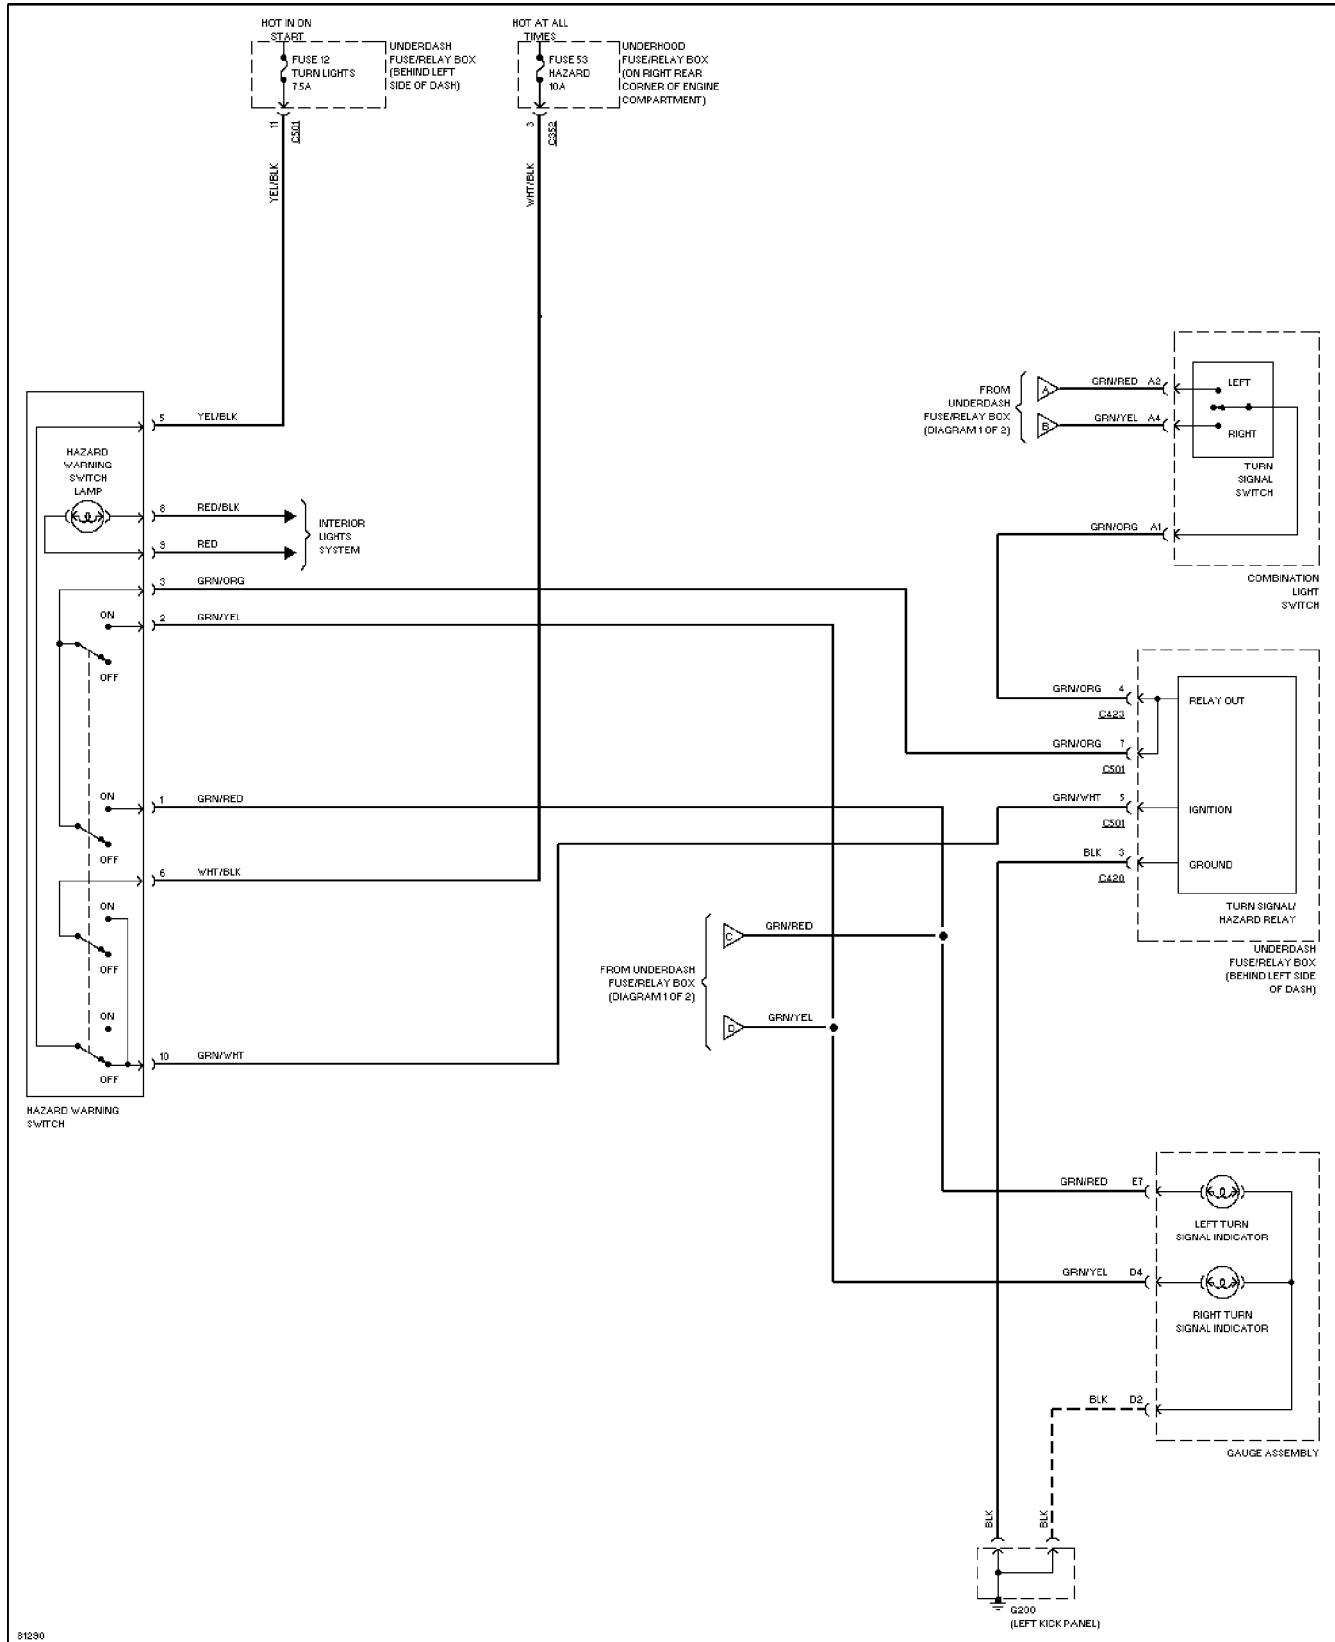 HOT IN ON
START
HOT AT ALL
TIMES
FUSE 12
TURN LIGHTS
7.5A
UNDERDASH
FUSE/RELAY BOX
(BEHIND LEFT
SIDE OF DASH)
FUSE 53
HAZARD
10A
UNDERHOOD
FUSE/RELAY BOX
(ON RIGHT REAR
CORNER OF ENGINE
COMPARTMENT)
11
C501
3
C352
YEL/BLK
WHT/BLK
FROM
UNDERDASH
FUSE/RELAY BOX
(DIAGRAM 1 OF 2)
A
GRN/RED A2
B
GRN/YEL A4
LEFT
RIGHT
TURN
SIGNAL
SWITCH
GRN/ORG A1
COMBINATION
LIGHT
SWITCH
5 YEL/BLK
HAZARD
WARNING
SWITCH
LAMP
8 RED/BLK
9 RED
INTERIOR
LIGHTS
SYSTEM
3 GRN/ORG
ON
2 GRN/YEL
OFF
GRN/ORG 4
C423
RELAY OUT
GRN/ORG 7
C501
ON
1 GRN/RED
OFF
GRN/WHT 5
C501
IGNITION
BLK 3
C420
GROUND
TURN SIGNAL/
HAZARD RELAY
UNDERDASH
FUSE/RELAY BOX
(BEHIND LEFT SIDE
OF DASH)
6 WHT/BLK
ON
OFF
ON
10 GRN/WHT
OFF
HAZARD WARNING
SWITCH
FROM UNDERDASH
FUSE/RELAY BOX
(DIAGRAM 1 OF 2)
C
GRN/RED
D
GRN/YEL
GRN/RED E7
LEFT TURN
SIGNAL INDICATOR
GRN/YEL D4
RIGHT TURN
SIGNAL INDICATOR
BLK D2
GAUGE ASSEMBLY
BLK
BLK
G200
(LEFT KICK PANEL)
81290